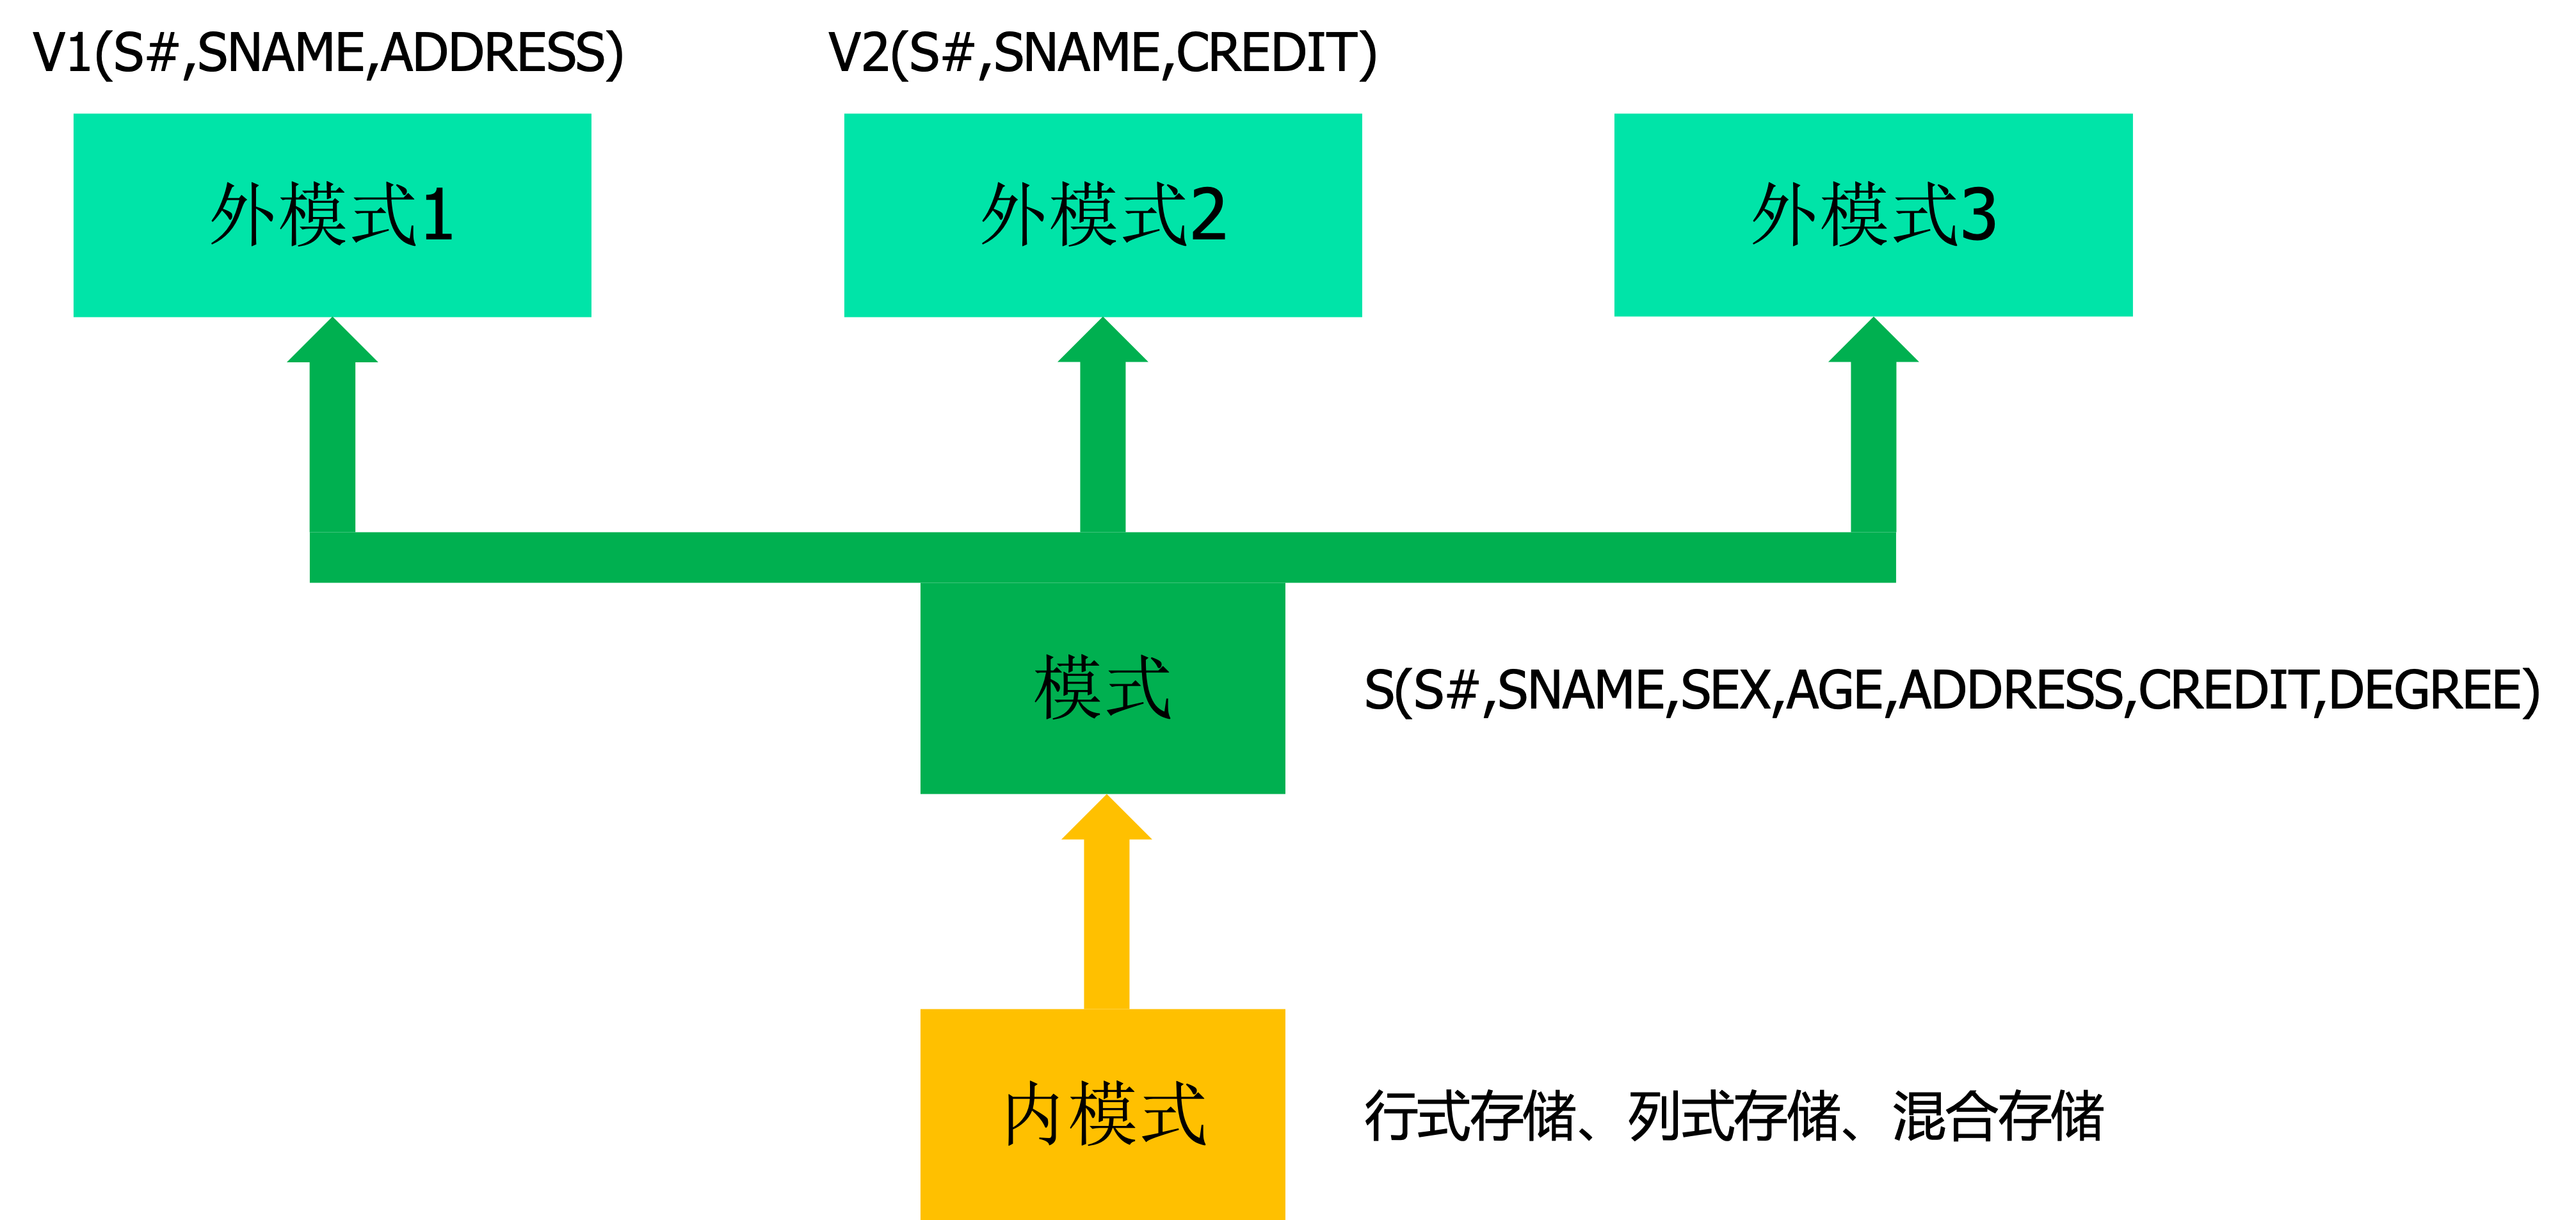 V1(S#,SNAME,ADDRESS)
V2(S#,SNAME,CREDIT)
外模式1
外模式2
外模式3
模式
S(S#,SNAME,SEX,AGE,ADDRESS,CREDIT,DEGREE)
内模式
行式存储、列式存储、混合存储